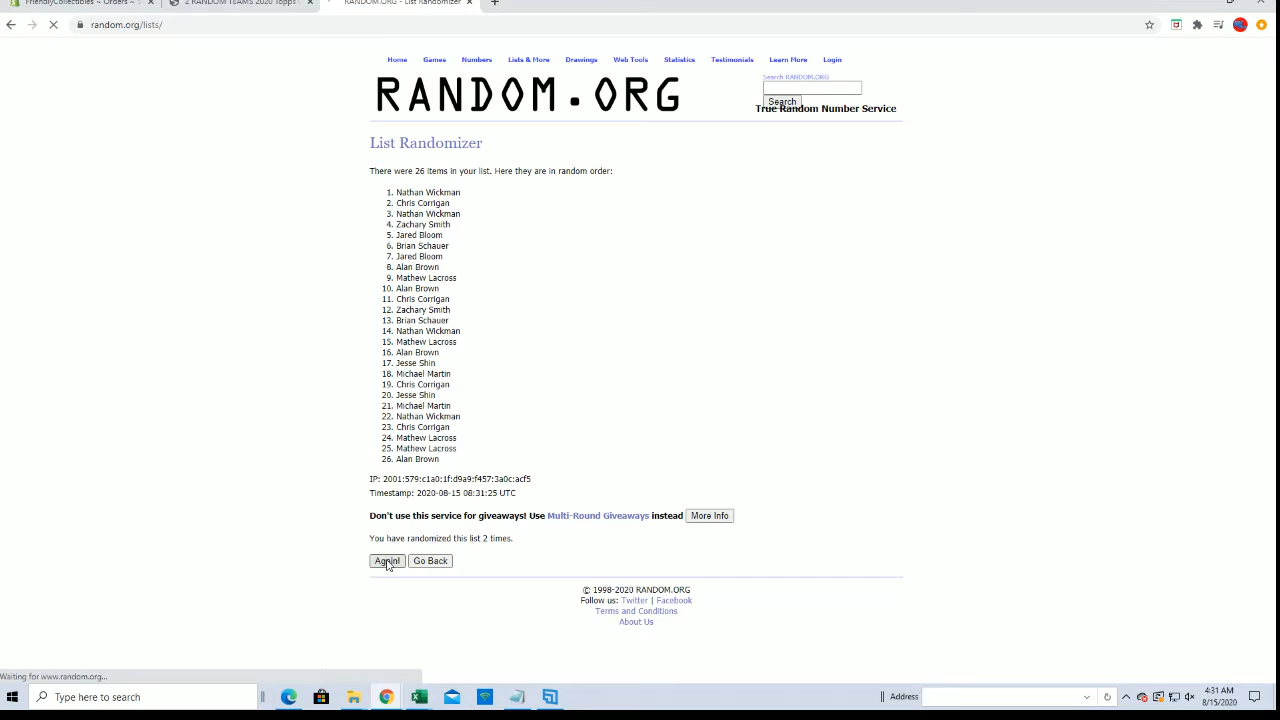 FriendlyCollectibles ~ Orders ~ S
2 RANDOM TEAMS 2020 Topps
RANDOM.ORG - List Randomizer
random.org/lists/
Home Games Numbers Lists & More Drawings Web Tools Statistics Testimonials Learn More Login
RANDOM.ORG
Search RANDOM.ORG
Search
True Random Number Service
List Randomizer
There were 26 items in your list. Here they are in random order:
1. Nathan Wickman
2. Chris Corrigan
3. Nathan Wickman
4. Zachary Smith
5. Jared Bloom
6. Brian Schauer
7. Jared Bloom
8. Alan Brown
9. Mathew Lacross
10. Alan Brown
11. Chris Corrigan
12. Zachary Smith
13. Brian Schauer
14. Nathan Wickman
15. Mathew Lacross
16. Alan Brown
17. Jesse Shin
18. Michael Martin
19. Chris Corrigan
20. Jesse Shin
21. Michael Martin
22. Nathan Wickman
23. Chris Corrigan
24. Mathew Lacross
25. Mathew Lacross
26. Alan Brown
IP: 2001:579:c1a0:1f:d9a9:f457:3a0c:acf5
Timestamp: 2020-08-15 08:31:25 UTC
Don't use this service for giveaways! Use Multi-Round Giveaways instead More Info
You have randomized this list 2 times.
Again! Go Back
© 1998-2020 RANDOM.ORG
Follow us: Twitter | Facebook
Terms and Conditions
About Us
Waiting for www.random.org...
Type here to search
Address
4:31 AM
8/15/2020